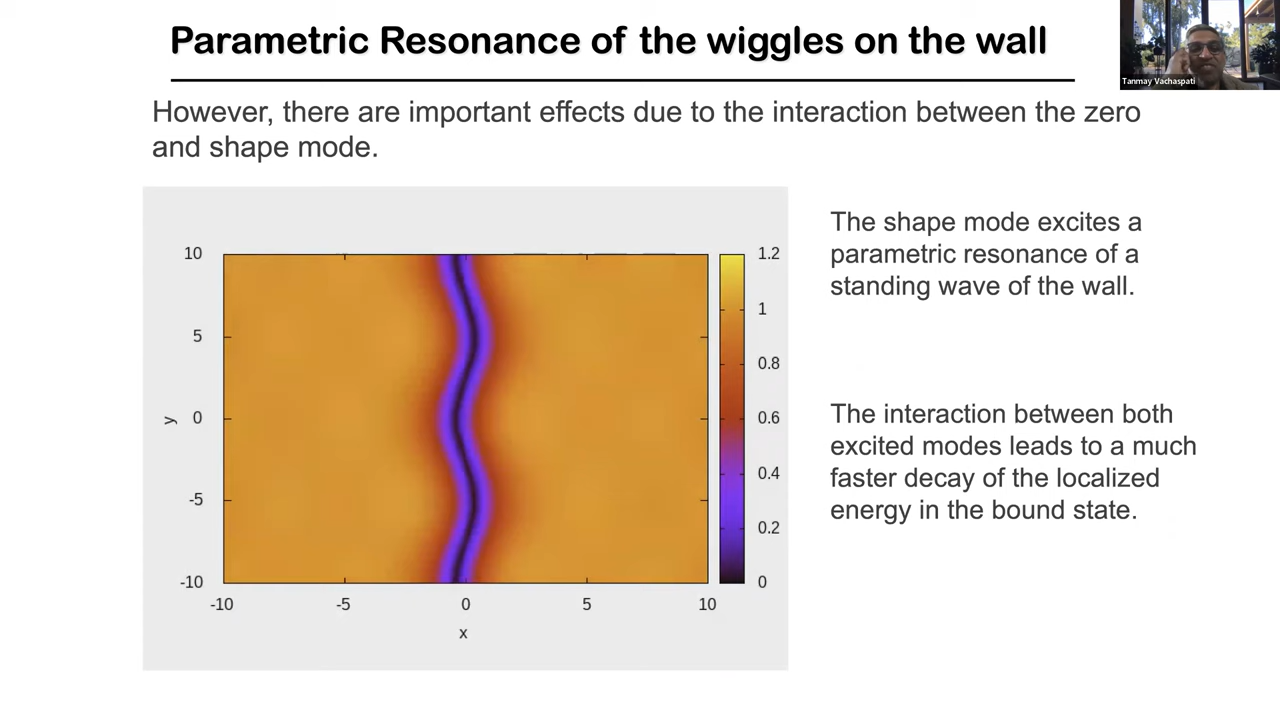 Parametric Resonance of the wiggles on the wall
Tanmay Vachaspati
However, there are important effects due to the interaction between the zero
and shape mode.
10
5
0
-5
-10
y
-10
-5
0
5
10
x
1.2
1
0.8
0.6
0.4
0.2
0
The shape mode excites a
parametric resonance of a
standing wave of the wall.
The interaction between both
excited modes leads to a much
faster decay of the localized
energy in the bound state.